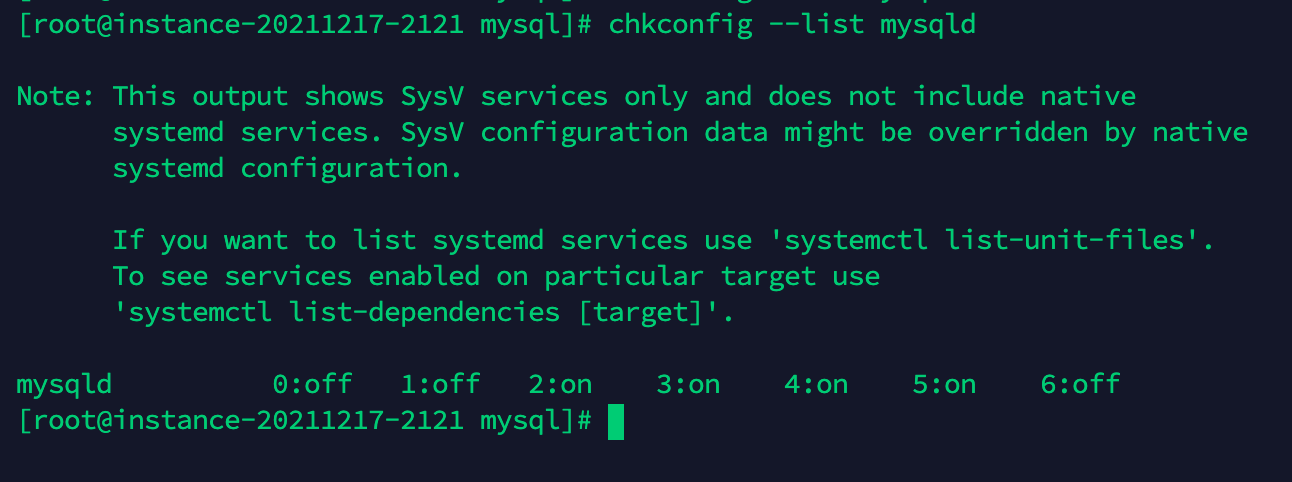 [root@instance-20211217-2121 mysql]# chkconfig --list mysqld
Note: This output shows SysV services only and does not include native
systemd services. SysV configuration data might be overridden by native
systemd configuration.
If you want to list systemd services use 'systemctl list-unit-files'.
To see services enabled on particular target use
'systemctl list-dependencies [target]'.
mysqld 0:off 1:off 2:on 3:on 4:on 5:on 6:off
[root@instance-20211217-2121 mysql]#